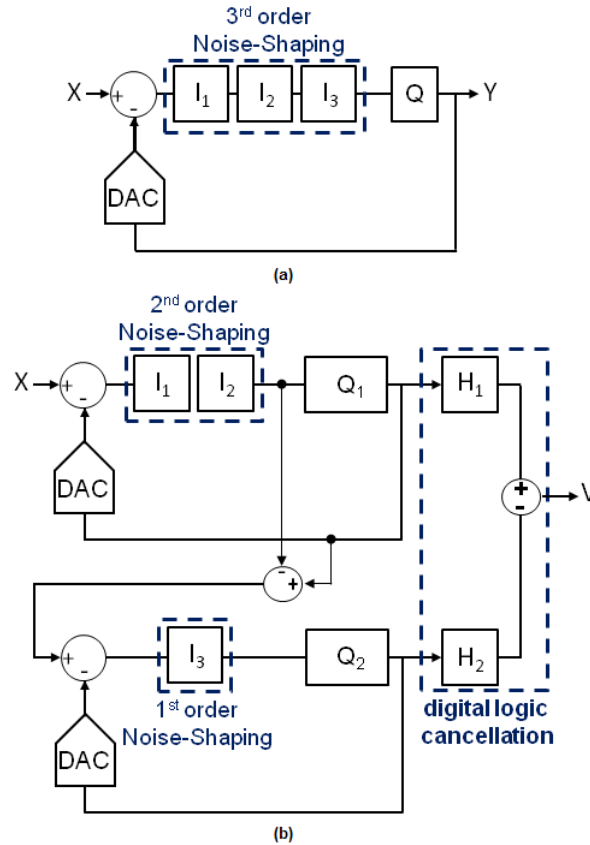 3rd order
Noise-Shaping
X
+
-
I1
I2
I3
Q
Y
DAC
(a)
2nd order
Noise-Shaping
X
+
-
I1
I2
Q1
H1
DAC
+
-
-
+
+
-
I3
Q2
H2
1st order
Noise-Shaping
digital logic
cancellation
DAC
(b)